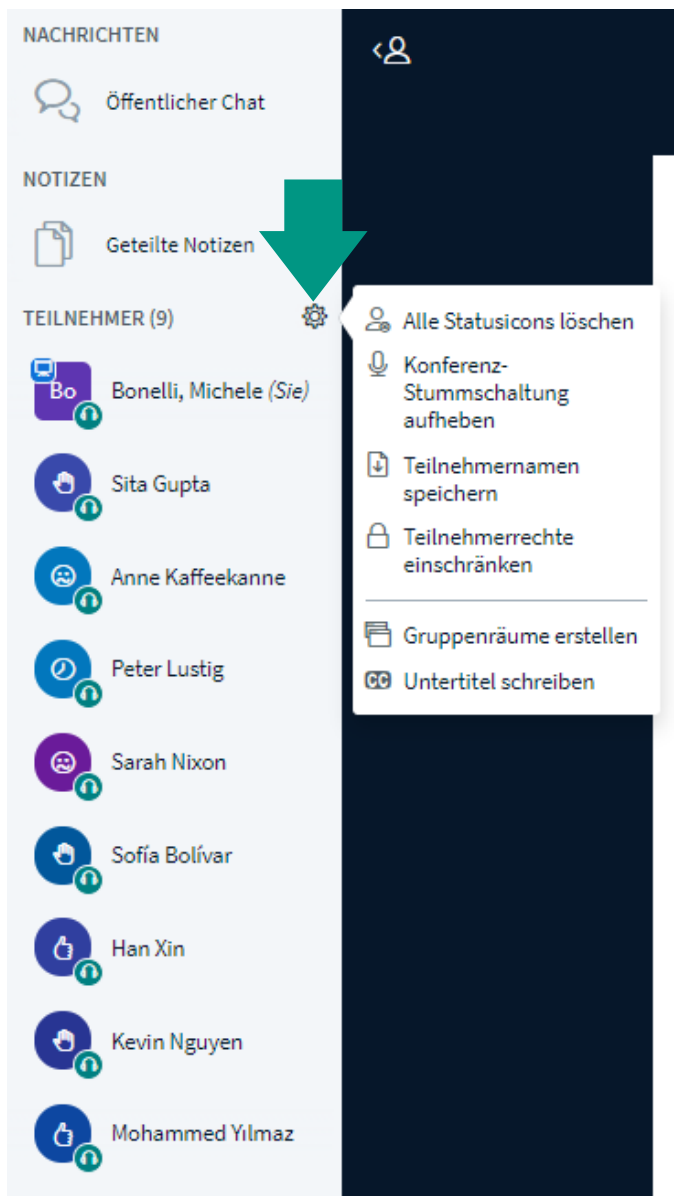 NACHRICHTEN
Öffentlicher Chat
NOTIZEN
Geteilte Notizen
TEILNEHMER (9)
Bo
Bonelli, Michele (Sie)
Sita Gupta
Anne Kaffeekanne
Peter Lustig
Sarah Nixon
Sofía Bolívar
Han Xin
Kevin Nguyen
Mohammed Yılmaz
Alle Statusicons löschen
Konferenz-
Stummschaltung
aufheben
Teilnehmernamen
speichern
Teilnehmerrechte
einschränken
Gruppenräume erstellen
CC Untertitel schreiben